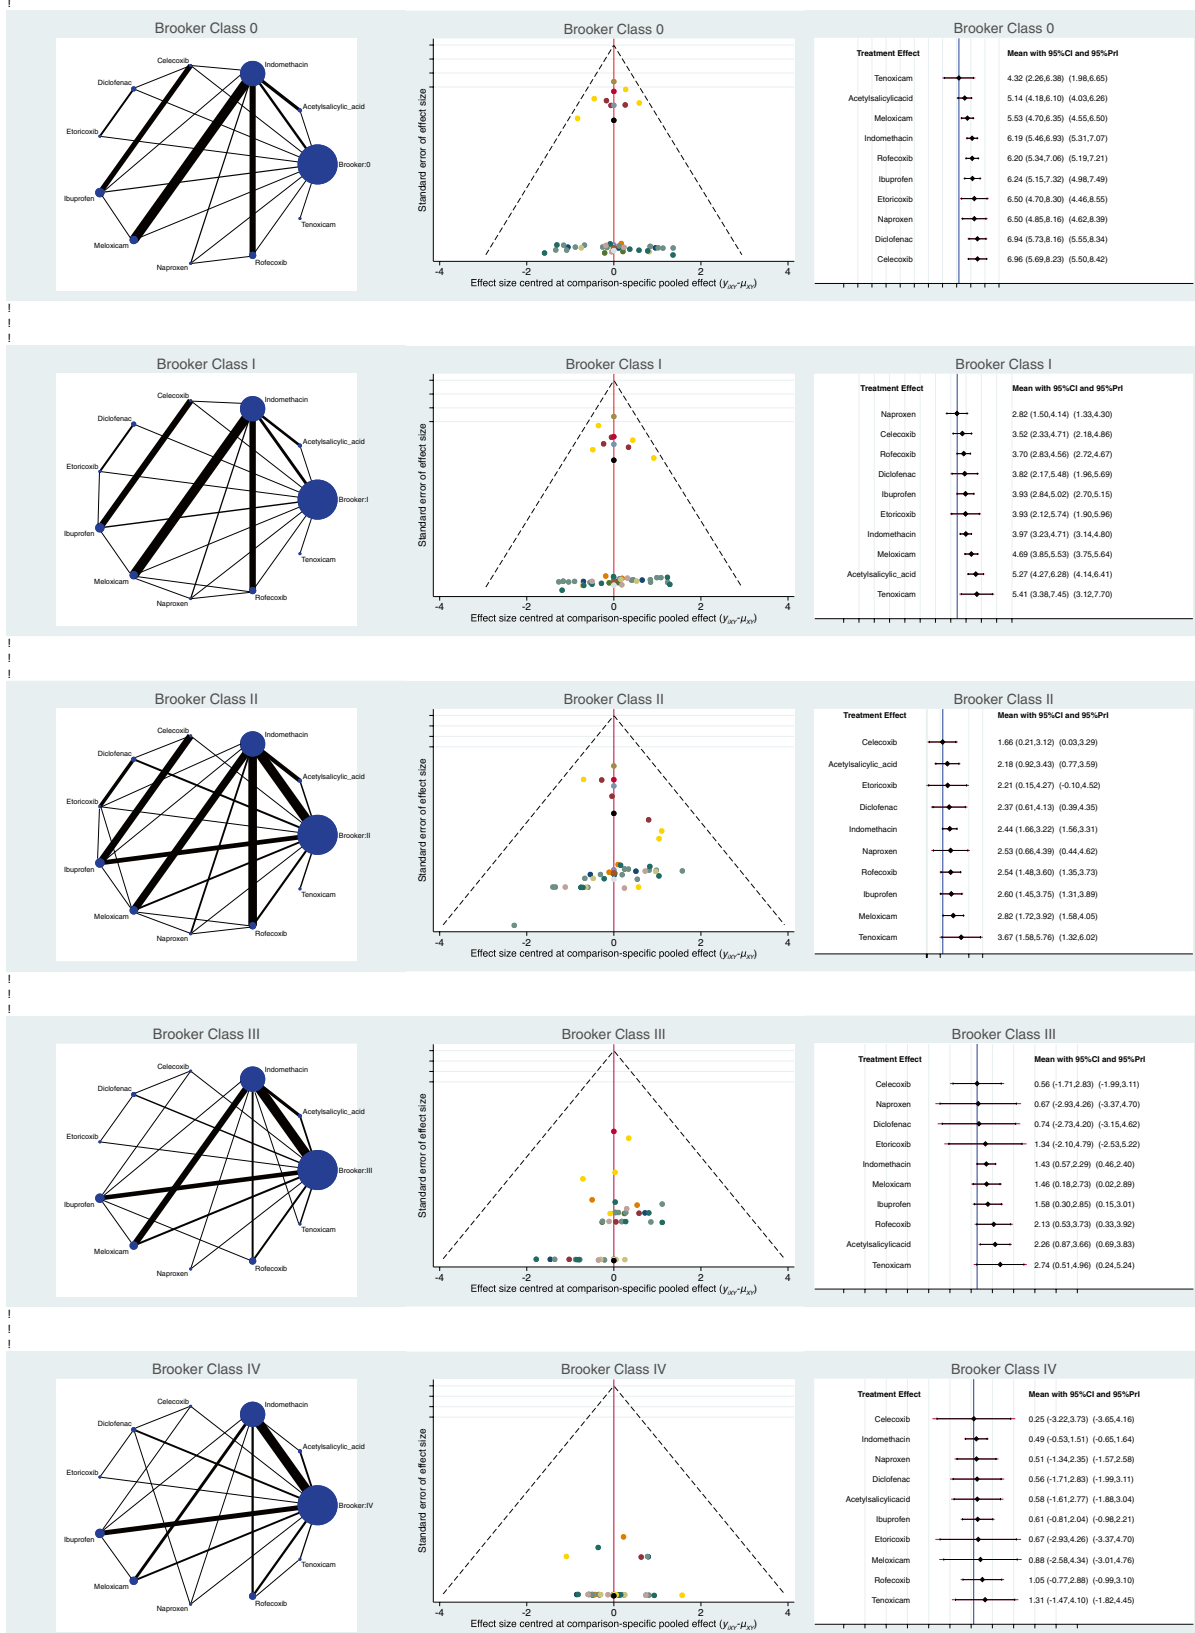 !
Brooker Class 0
Celecoxib
Indomethacin
Diclofenac
Acetylsalicylic_acid
Etoricoxib
Brooker:0
Ibuprofen
Tenoxicam
Meloxicam
Naproxen
Rofecoxib
Brooker Class 0
Standard error of effect size
-4 -2 0 2 4
Effect size centred at comparison-specific pooled effect (yiXY-μXY)
Brooker Class 0
Treatment Effect Mean with 95%CI and 95%PrI
Tenoxicam 4.32 (2.26,6.38) (1.98,6.65)
Acetylsalicylicacid 5.14 (4.18,6.10) (4.03,6.26)
Meloxicam 5.53 (4.70,6.35) (4.55,6.50)
Indomethacin 6.19 (5.46,6.93) (5.31,7.07)
Rofecoxib 6.20 (5.34,7.06) (5.19,7.21)
Ibuprofen 6.24 (5.15,7.32) (4.98,7.49)
Etoricoxib 6.50 (4.70,8.30) (4.46,8.55)
Naproxen 6.50 (4.85,8.16) (4.62,8.39)
Diclofenac 6.94 (5.73,8.16) (5.55,8.34)
Celecoxib 6.96 (5.69,8.23) (5.50,8.42)
!
!
!
Brooker Class I
Celecoxib
Indomethacin
Diclofenac
Acetylsalicylic_acid
Etoricoxib
Brooker:I
Ibuprofen
Tenoxicam
Meloxicam
Naproxen
Rofecoxib
Brooker Class I
Standard error of effect size
-4 -2 0 2 4
Effect size centred at comparison-specific pooled effect (yiXY-μXY)
Brooker Class I
Treatment Effect Mean with 95%CI and 95%PrI
Naproxen 2.82 (1.50,4.14) (1.33,4.30)
Celecoxib 3.52 (2.33,4.71) (2.18,4.86)
Rofecoxib 3.70 (2.83,4.56) (2.72,4.67)
Diclofenac 3.82 (2.17,5.48) (1.96,5.69)
Ibuprofen 3.93 (2.84,5.02) (2.70,5.15)
Etoricoxib 3.93 (2.12,5.74) (1.90,5.96)
Indomethacin 3.97 (3.23,4.71) (3.14,4.80)
Meloxicam 4.69 (3.85,5.53) (3.75,5.64)
Acetylsalicylic_acid 5.27 (4.27,6.28) (4.14,6.41)
Tenoxicam 5.41 (3.38,7.45) (3.12,7.70)
!
!
!
Brooker Class II
Celecoxib
Indomethacin
Diclofenac
Acetylsalicylic_acid
Etoricoxib
Brooker:II
Ibuprofen
Tenoxicam
Meloxicam
Naproxen
Rofecoxib
Brooker Class II
Standard error of effect size
-4 -2 0 2 4
Effect size centred at comparison-specific pooled effect (yiXY-μXY)
Brooker Class II
Treatment Effect Mean with 95%CI and 95%PrI
Celecoxib 1.66 (0.21,3.12) (0.03,3.29)
Acetylsalicylic_acid 2.18 (0.92,3.43) (0.77,3.59)
Etoricoxib 2.21 (0.15,4.27) (-0.10,4.52)
Diclofenac 2.37 (0.61,4.13) (0.39,4.35)
Indomethacin 2.44 (1.66,3.22) (1.56,3.31)
Naproxen 2.53 (0.66,4.39) (0.44,4.62)
Rofecoxib 2.54 (1.48,3.60) (1.35,3.73)
Ibuprofen 2.60 (1.45,3.75) (1.31,3.89)
Meloxicam 2.82 (1.72,3.92) (1.58,4.05)
Tenoxicam 3.67 (1.58,5.76) (1.32,6.02)
!
!
!
Brooker Class III
Celecoxib
Indomethacin
Diclofenac
Acetylsalicylic_acid
Etoricoxib
Brooker:III
Ibuprofen
Tenoxicam
Meloxicam
Naproxen
Rofecoxib
Brooker Class III
Standard error of effect size
-4 -2 0 2 4
Effect size centred at comparison-specific pooled effect (yiXY-μXY)
Brooker Class III
Treatment Effect Mean with 95%CI and 95%PrI
Celecoxib 0.56 (-1.71,2.83) (-1.99,3.11)
Naproxen 0.67 (-2.93,4.26) (-3.37,4.70)
Diclofenac 0.74 (-2.73,4.20) (-3.15,4.62)
Etoricoxib 1.34 (-2.10,4.79) (-2.53,5.22)
Indomethacin 1.43 (0.57,2.29) (0.46,2.40)
Meloxicam 1.46 (0.18,2.73) (0.02,2.89)
Ibuprofen 1.58 (0.30,2.85) (0.15,3.01)
Rofecoxib 2.13 (0.53,3.73) (0.33,3.92)
Acetylsalicylicacid 2.26 (0.87,3.66) (0.69,3.83)
Tenoxicam 2.74 (0.51,4.96) (0.24,5.24)
!
!
!
Brooker Class IV
Celecoxib
Indomethacin
Diclofenac
Acetylsalicylic_acid
Etoricoxib
Brooker:IV
Ibuprofen
Tenoxicam
Meloxicam
Naproxen
Rofecoxib
Brooker Class IV
Standard error of effect size
-4 -2 0 2 4
Effect size centred at comparison-specific pooled effect (yiXY-μXY)
Brooker Class IV
Treatment Effect Mean with 95%CI and 95%PrI
Celecoxib 0.25 (-3.22,3.73) (-3.65,4.16)
Indomethacin 0.49 (-0.53,1.51) (-0.65,1.64)
Naproxen 0.51 (-1.34,2.35) (-1.57,2.58)
Diclofenac 0.56 (-1.71,2.83) (-1.99,3.11)
Acetylsalicylicacid 0.58 (-1.61,2.77) (-1.88,3.04)
Ibuprofen 0.61 (-0.81,2.04) (-0.98,2.21)
Etoricoxib 0.67 (-2.93,4.26) (-3.37,4.70)
Meloxicam 0.88 (-2.58,4.34) (-3.01,4.76)
Rofecoxib 1.05 (-0.77,2.88) (-0.99,3.10)
Tenoxicam 1.31 (-1.47,4.10) (-1.82,4.45)